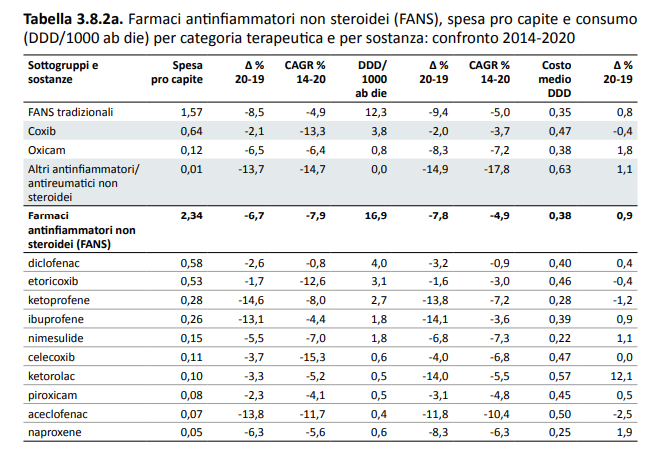 Tabella 3.8.2a. Farmaci antinfiammatori non steroidei (FANS), spesa pro capite e consumo
(DDD/1000 ab die) per categoria terapeutica e per sostanza: confronto 2014-2020
Sottogruppi e sostanze Spesa pro capite Δ % 20-19 CAGR % 14-20 DDD/ 1000 ab die Δ % 20-19 CAGR % 14-20 Costo medio DDD Δ % 20-19
FANS tradizionali 1,57 -8,5 -4,9 12,3 -9,4 -5,0 0,35 0,8
Coxib 0,64 -2,1 -13,3 3,8 -2,0 -3,7 0,47 -0,4
Oxicam 0,12 -6,5 -6,4 0,8 -8,3 -7,2 0,38 1,8
Altri antinfiammatori/ 0,01 -13,7 -14,7 0,0 -14,9 -17,8 0,63 1,1
antireumatici non
steroidei
Farmaci 2,34 -6,7 -7,9 16,9 -7,8 -4,9 0,38 0,9
antinfiammatori non
steroidei (FANS)
diclofenac 0,58 -2,6 -0,8 4,0 -3,2 -0,9 0,40 0,4
etoricoxib 0,53 -1,7 -12,6 3,1 -1,6 -3,0 0,46 -0,4
ketoprofene 0,28 -14,6 -8,0 2,7 -13,8 -7,2 0,28 -1,2
ibuprofene 0,26 -13,1 -4,4 1,8 -14,1 -3,6 0,39 0,9
nimesulide 0,15 -5,5 -7,0 1,8 -6,8 -7,3 0,22 1,1
celecoxib 0,11 -3,7 -15,3 0,6 -4,0 -6,8 0,47 0,0
ketorolac 0,10 -3,3 -5,2 0,5 -14,0 -5,5 0,57 12,1
piroxicam 0,08 -2,3 -4,1 0,5 -3,1 -4,8 0,45 0,5
aceclofenac 0,07 -13,8 -11,7 0,4 -11,8 -10,4 0,50 -2,5
naproxene 0,05 -6,3 -5,6 0,6 -8,3 -6,3 0,25 1,9